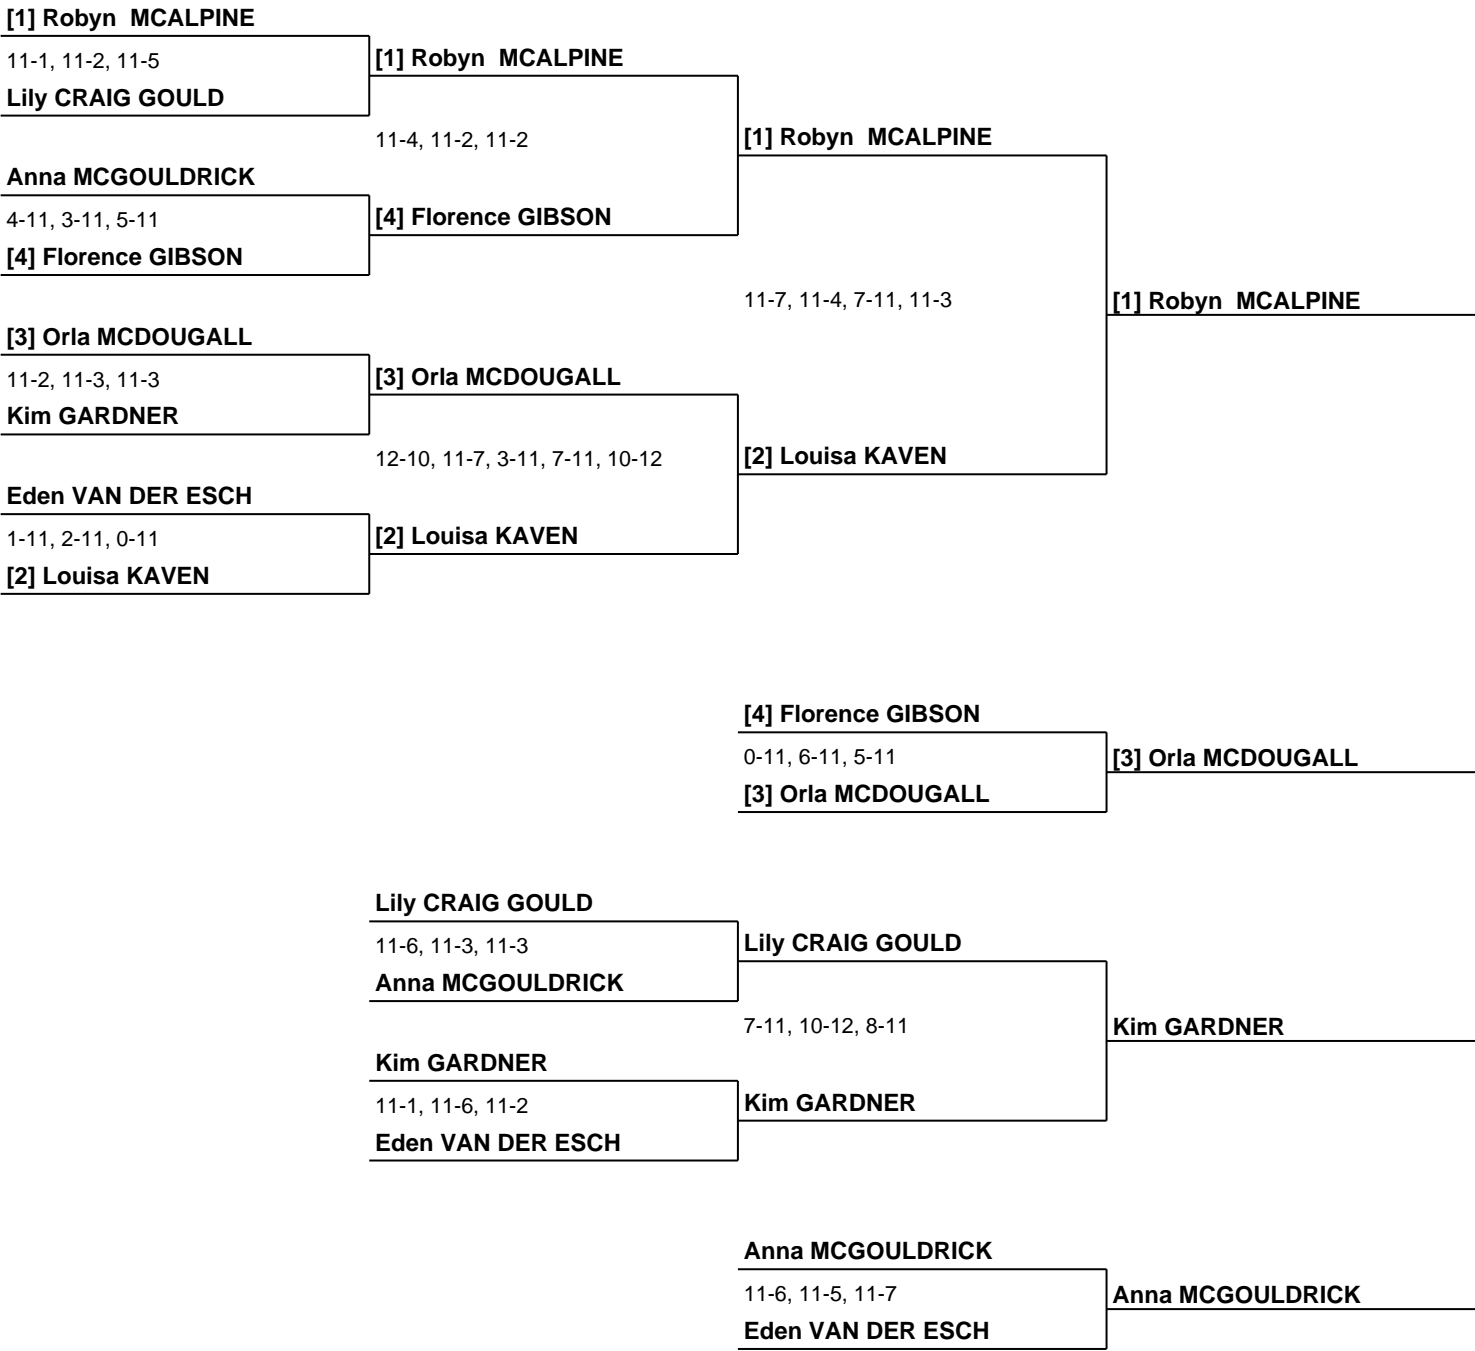 [1] Robyn  MCALPINE
11-1, 11-2, 11-5
[1] Robyn  MCALPINE
Lily CRAIG GOULD
11-4, 11-2, 11-2
[1] Robyn  MCALPINE
Anna MCGOULDRICK
4-11, 3-11, 5-11
[4] Florence GIBSON
[4] Florence GIBSON
11-7, 11-4, 7-11, 11-3
[1] Robyn  MCALPINE
[3] Orla MCDOUGALL
11-2, 11-3, 11-3
[3] Orla MCDOUGALL
Kim GARDNER
12-10, 11-7, 3-11, 7-11, 10-12
[2] Louisa KAVEN
Eden VAN DER ESCH
1-11, 2-11, 0-11
[2] Louisa KAVEN
[2] Louisa KAVEN
[4] Florence GIBSON
0-11, 6-11, 5-11
[3] Orla MCDOUGALL
[3] Orla MCDOUGALL
Lily CRAIG GOULD
11-6, 11-3, 11-3
Lily CRAIG GOULD
Anna MCGOULDRICK
7-11, 10-12, 8-11
Kim GARDNER
Kim GARDNER
11-1, 11-6, 11-2
Kim GARDNER
Eden VAN DER ESCH
Anna MCGOULDRICK
11-6, 11-5, 11-7
Anna MCGOULDRICK
Eden VAN DER ESCH